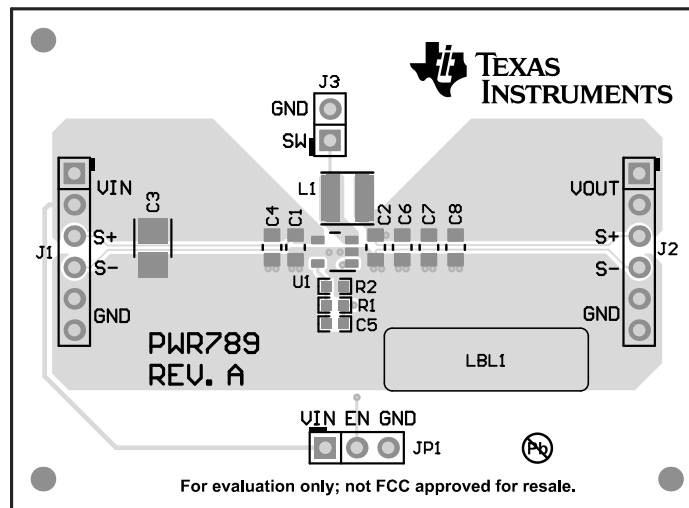 TEXAS
INSTRUMENTS
J3
GND
SW
L1
VIN
C3
C4
C1
C2
C6
C7
C8
VOUT
S+
S+
J1
J2
S-
S-
U1
R2
R1
C5
GND
GND
PWR789
REV. A
LBL1
VIN EN GND
JP1
Pb
For evaluation only; not FCC approved for resale.